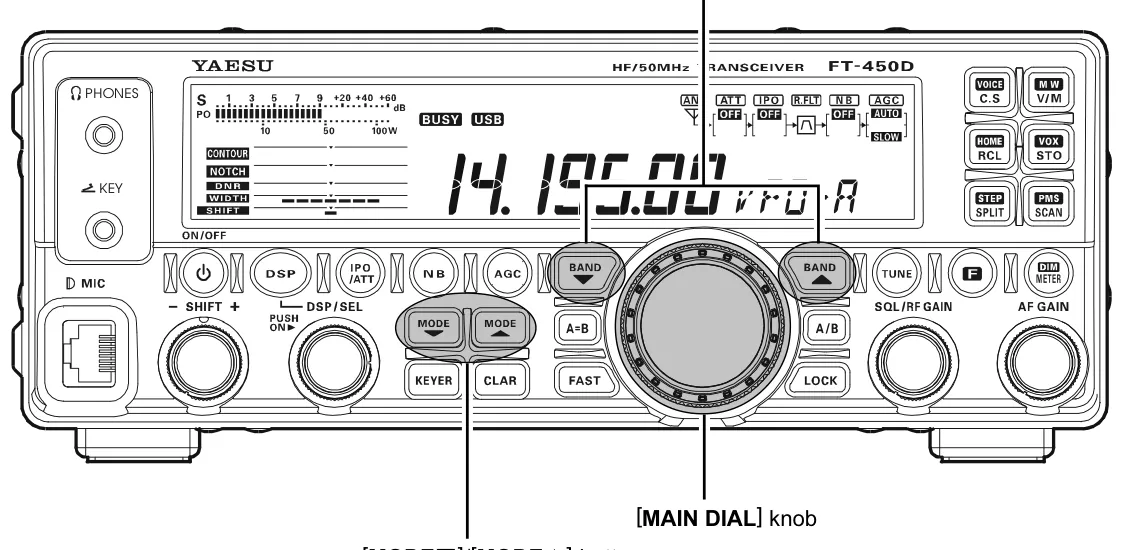 YAESU
HF/50MHz TRANSCEIVER FT-450D
PHONES
KEY
MIC
S 1 3 5 7 9 +20 +40 +60 dB
PO 10 50 100W
BUSY USB
ATT IPO R.FLT NB AGC
OFF OFF OFF AUTO
SLOW
CONTOUR
NOTCH
DNR
WIDTH
SHIFT
14.195.00
A
VOICE
C.S
M W
V/M
HOME
RCL
VOX
STO
STEP
SPLIT
PMS
SCAN
ON/OFF
DSP
IPO
/ATT
NB
AGC
BAND
BAND
TUNE
F
DIM
METER
– SHIFT +
DSP/SEL
PUSH
ON▶
MODE
MODE
A=B
A/B
SQL/RF GAIN
AF GAIN
KEYER
CLAR
FAST
LOCK
[MAIN DIAL] knob